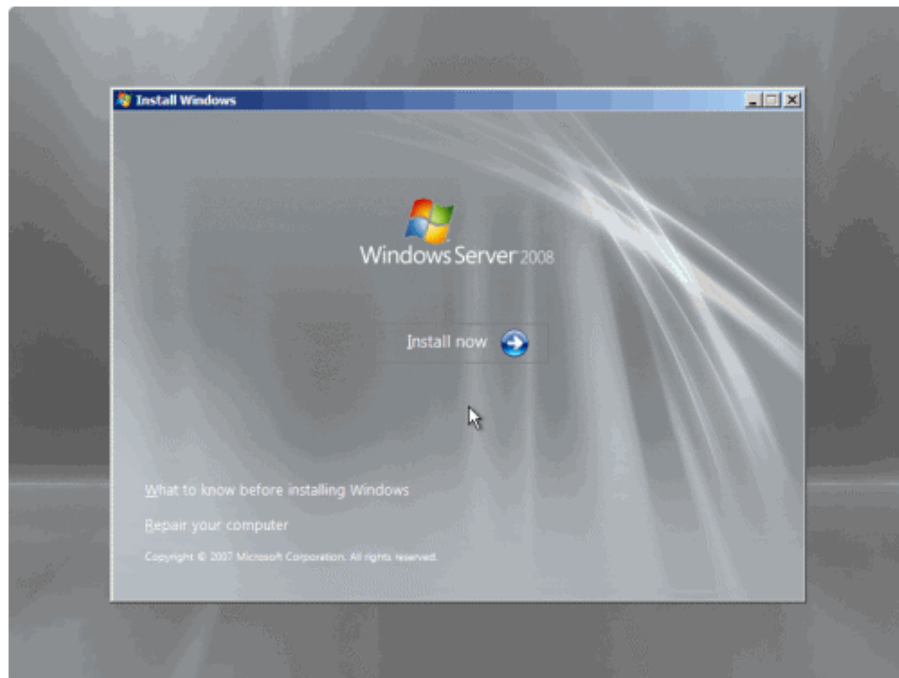 Install Windows
Windows Server 2008
Install now
What to know before installing Windows
Repair your computer
Copyright © 2007 Microsoft Corporation. All rights reserved.